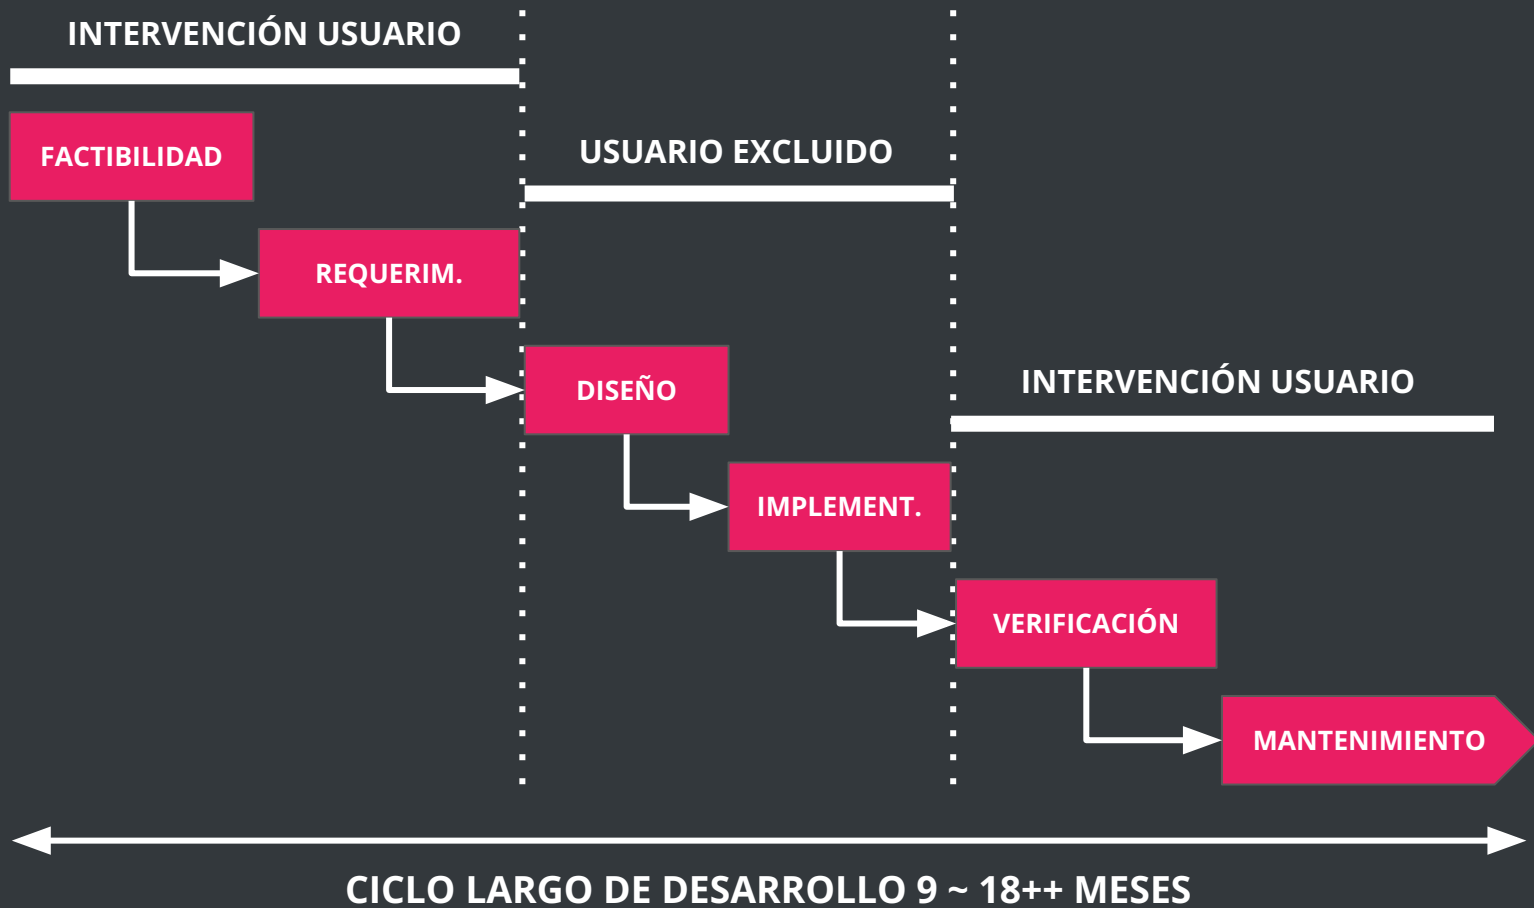 INTERVENCIÓN USUARIO
FACTIBILIDAD
USUARIO EXCLUIDO
REQUERIM.
DISEÑO
INTERVENCIÓN USUARIO
IMPLEMENT.
VERIFICACIÓN
MANTENIMIENTO
CICLO LARGO DE DESARROLLO 9 ~ 18++ MESES